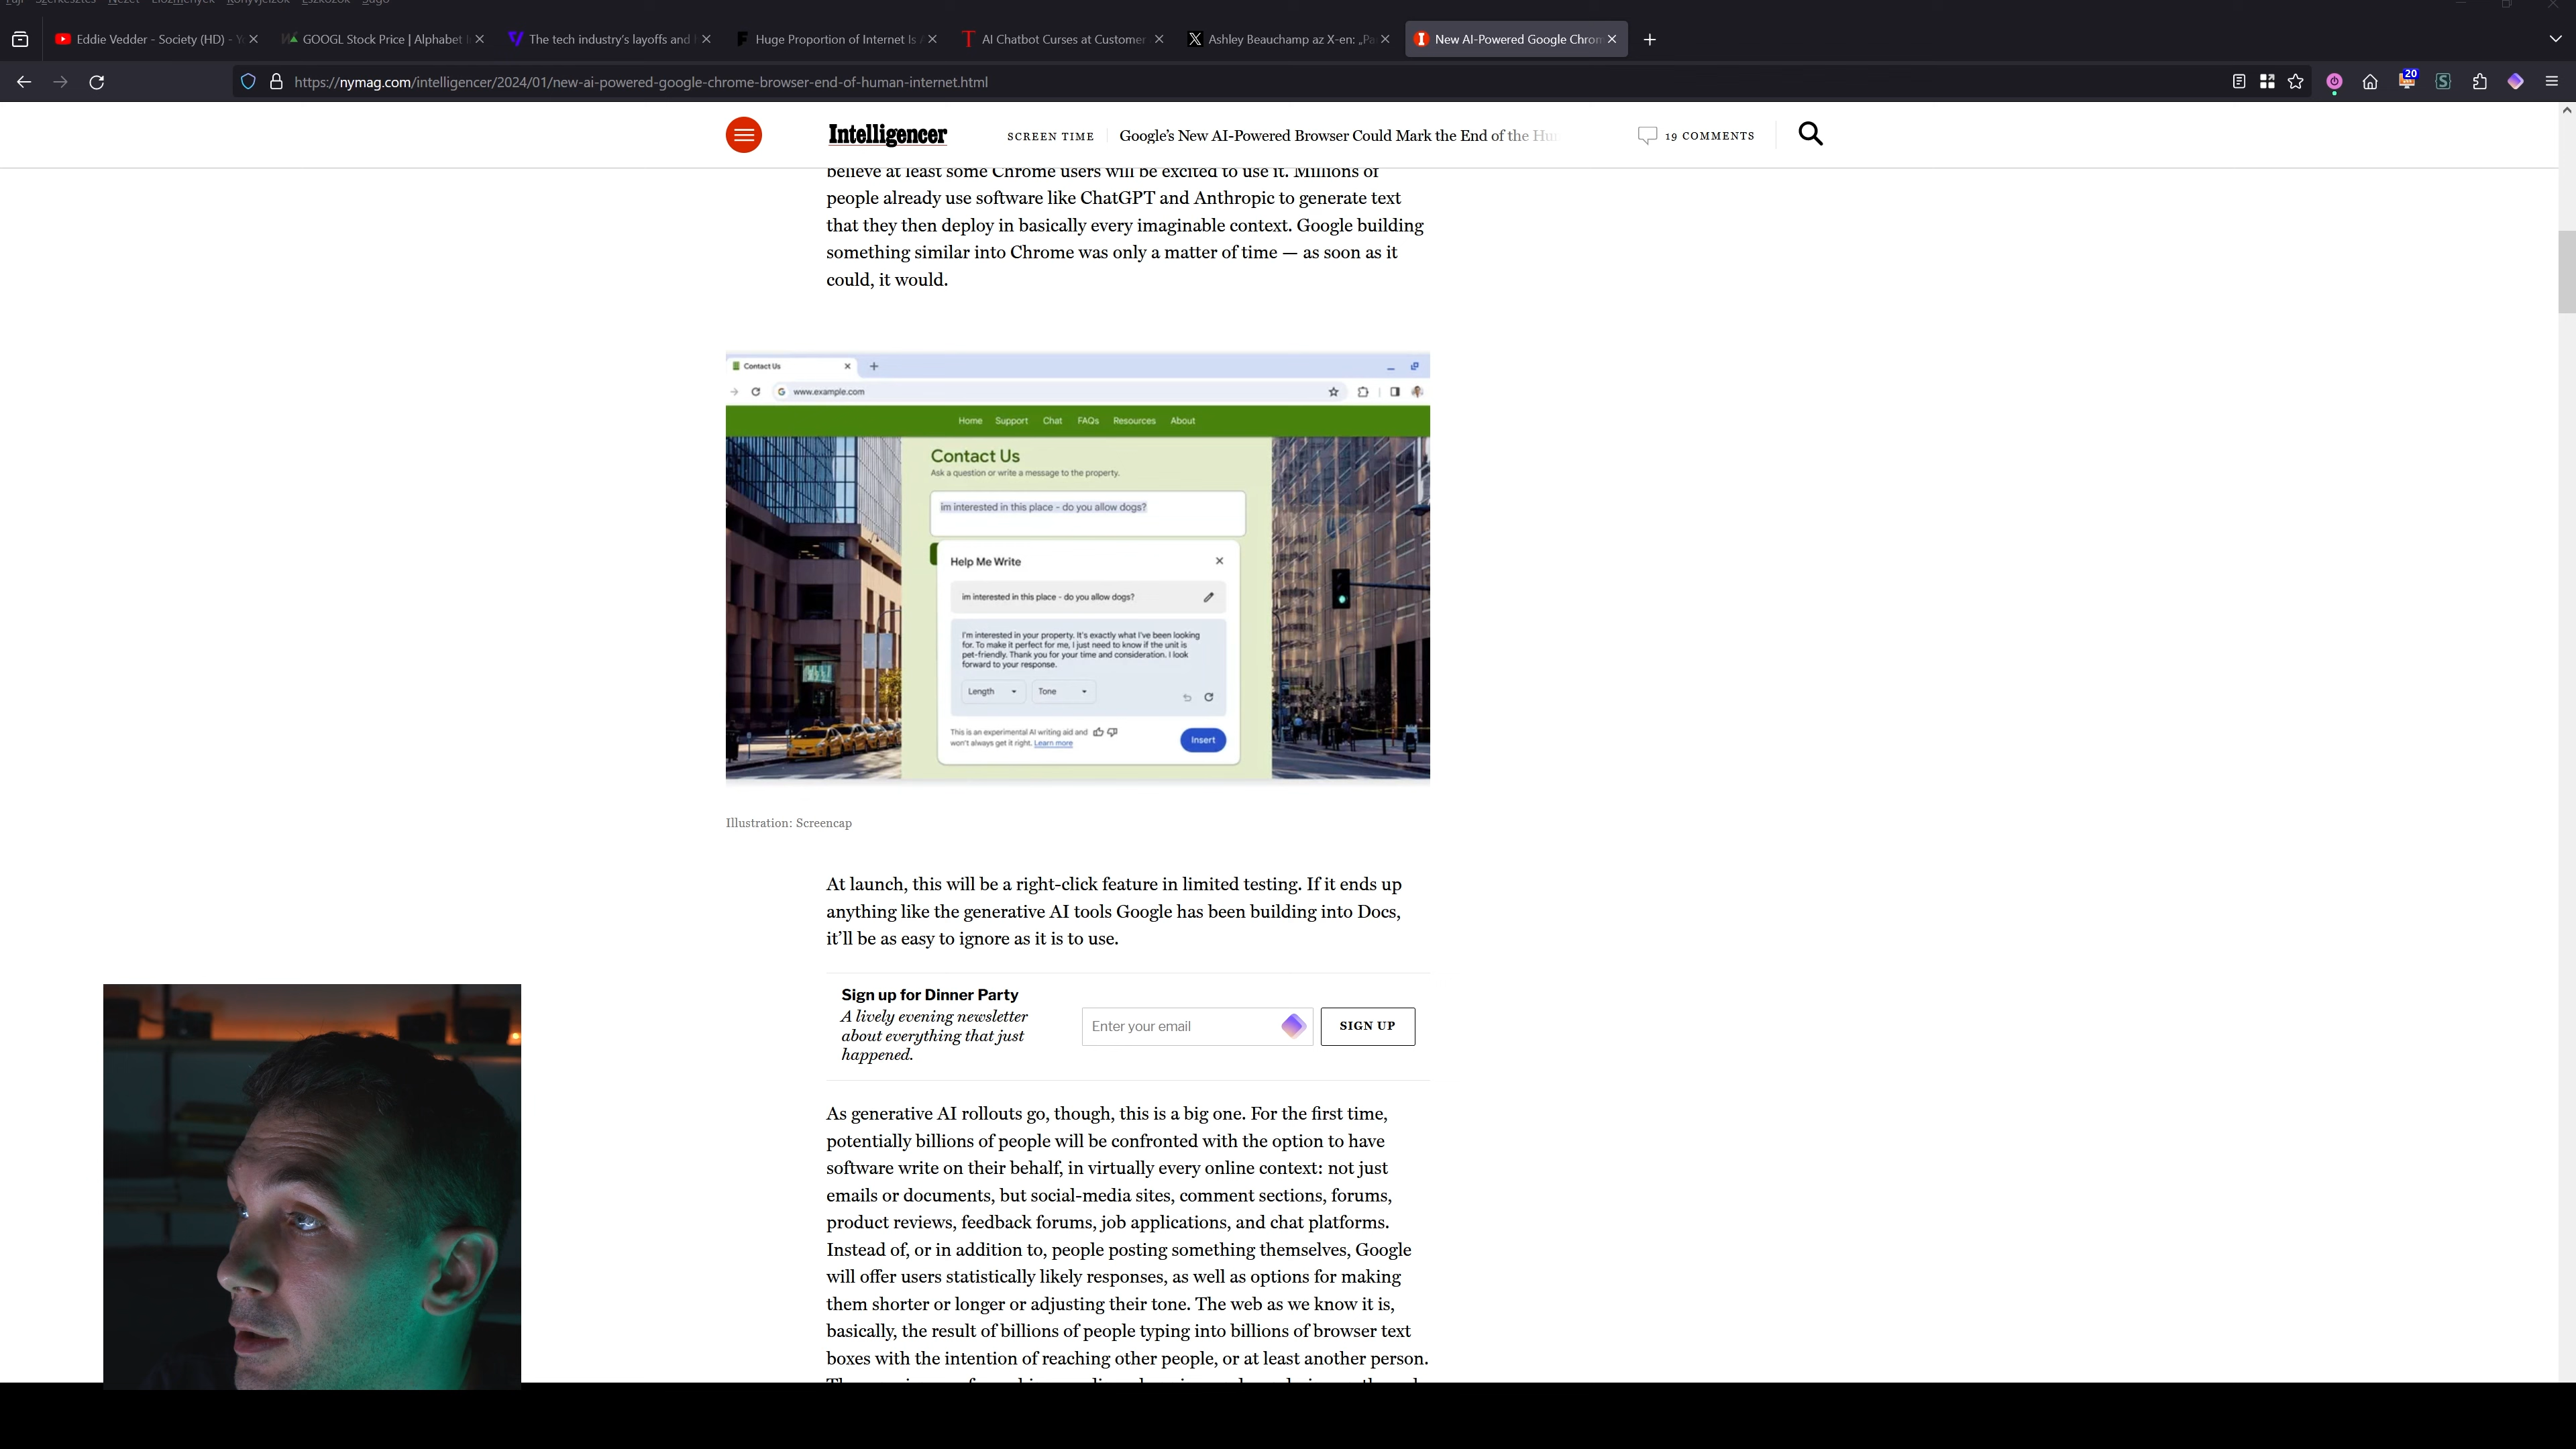 Eddie Vedder - Society (HD) - Y
GOOGL Stock Price | Alphabet I
The tech industry's layoffs and
Huge Proportion of Internet Is
AI Chatbot Curses at Customer
Ashley Beauchamp az X-en: „Pa
New AI-Powered Google Chrom
https://nymag.com/intelligencer/2024/01/new-ai-powered-google-chrome-browser-end-of-human-internet.html
20
Intelligencer
SCREEN TIME
Google's New AI-Powered Browser Could Mark the End of the Hu
19 COMMENTS
believe at least some Chrome users will be excited to use it. Millions of
people already use software like ChatGPT and Anthropic to generate text
that they then deploy in basically every imaginable context. Google building
something similar into Chrome was only a matter of time — as soon as it
could, it would.
Contact Us
www.example.com
Home Support Chat FAQs Resources About
Contact Us
Ask a question or write a message to the property.
im interested in this place - do you allow dogs?
Help Me Write
im interested in this place - do you allow dogs?
I'm interested in your property. It's exactly what I've been looking
for. To make it perfect for me, I just need to know if the unit is
pet-friendly. Thank you for your time and consideration. I look
forward to your response.
Length
Tone
This is an experimental AI writing aid and
won't always get it right. Learn more
Insert
Illustration: Screencap
At launch, this will be a right-click feature in limited testing. If it ends up
anything like the generative AI tools Google has been building into Docs,
it'll be as easy to ignore as it is to use.
Sign up for Dinner Party
A lively evening newsletter
about everything that just
happened.
Enter your email
SIGN UP
As generative AI rollouts go, though, this is a big one. For the first time,
potentially billions of people will be confronted with the option to have
software write on their behalf, in virtually every online context: not just
emails or documents, but social-media sites, comment sections, forums,
product reviews, feedback forums, job applications, and chat platforms.
Instead of, or in addition to, people posting something themselves, Google
will offer users statistically likely responses, as well as options for making
them shorter or longer or adjusting their tone. The web as we know it is,
basically, the result of billions of people typing into billions of browser text
boxes with the intention of reaching other people, or at least another person.